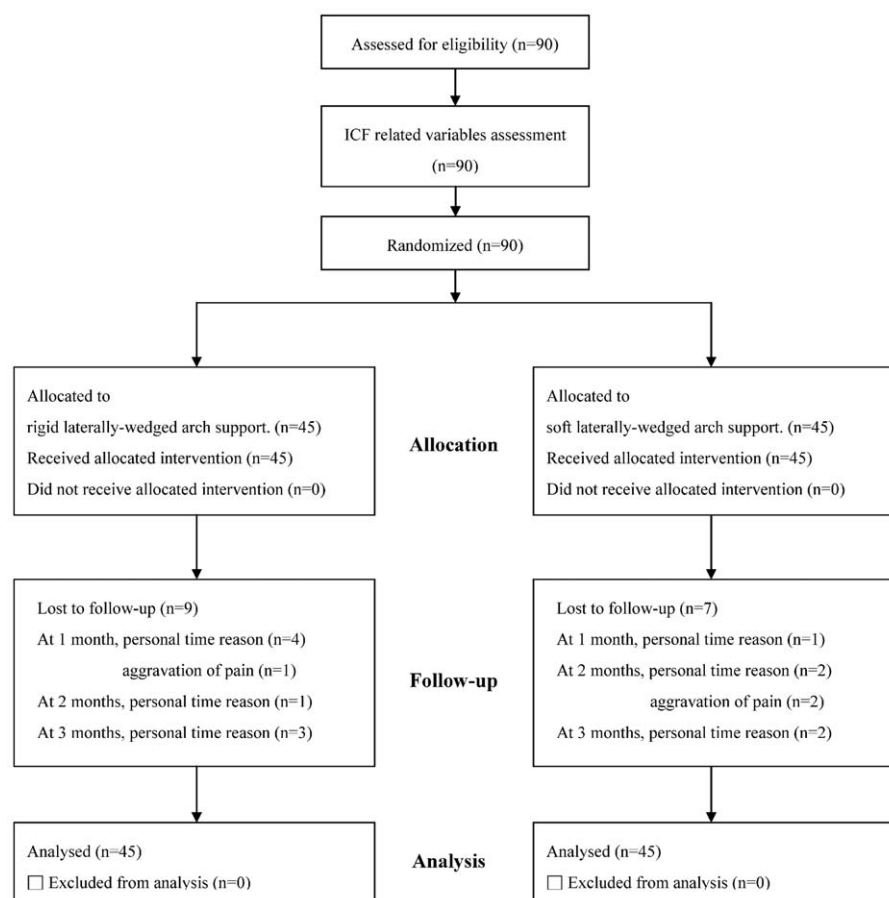 Assessed for eligibility (n=90)
ICF related variables assessment
(n=90)
Randomized (n=90)
Allocated to
rigid laterally-wedged arch support. (n=45)
Received allocated intervention (n=45)
Did not receive allocated intervention (n=0)
Allocation
Allocated to
soft laterally-wedged arch support. (n=45)
Received allocated intervention (n=45)
Did not receive allocated intervention (n=0)
Lost to follow-up (n=9)
At 1 month, personal time reason (n=4)
aggravation of pain (n=1)
At 2 months, personal time reason (n=1)
At 3 months, personal time reason (n=3)
Follow-up
Lost to follow-up (n=7)
At 1 month, personal time reason (n=1)
At 2 months, personal time reason (n=2)
aggravation of pain (n=2)
At 3 months, personal time reason (n=2)
Analysed (n=45)
□ Excluded from analysis (n=0)
Analysis
Analysed (n=45)
□ Excluded from analysis (n=0)